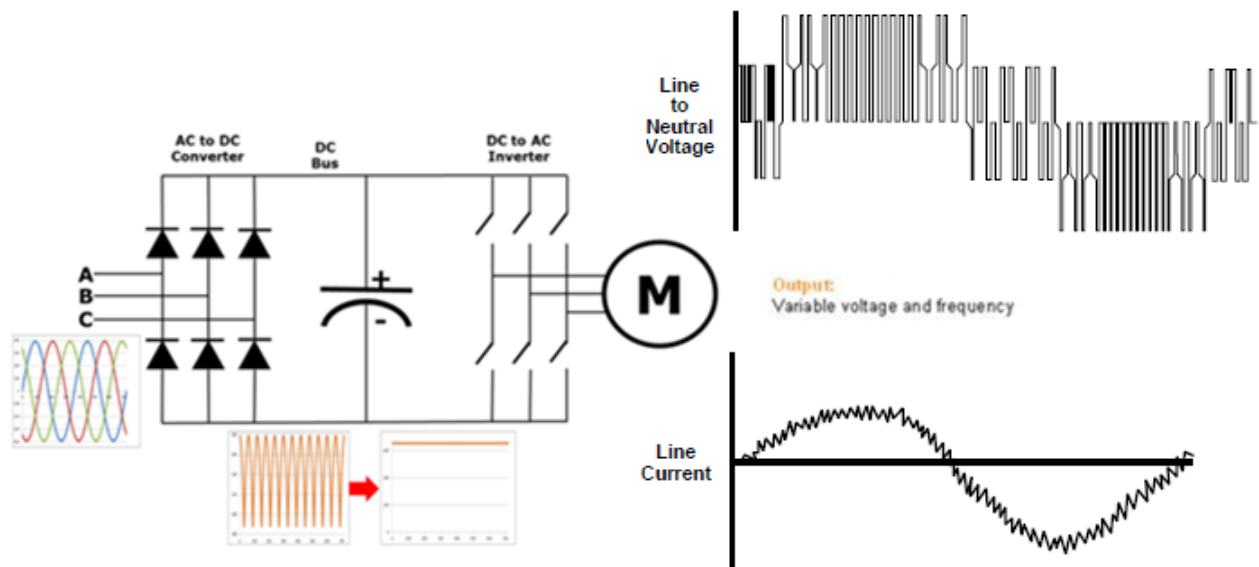 AC to DC
Converter
DC
Bus
DC to AC
Inverter
A
B
C
+
-
M
Line
to
Neutral
Voltage
Output:
Variable voltage and frequency
Line
Current